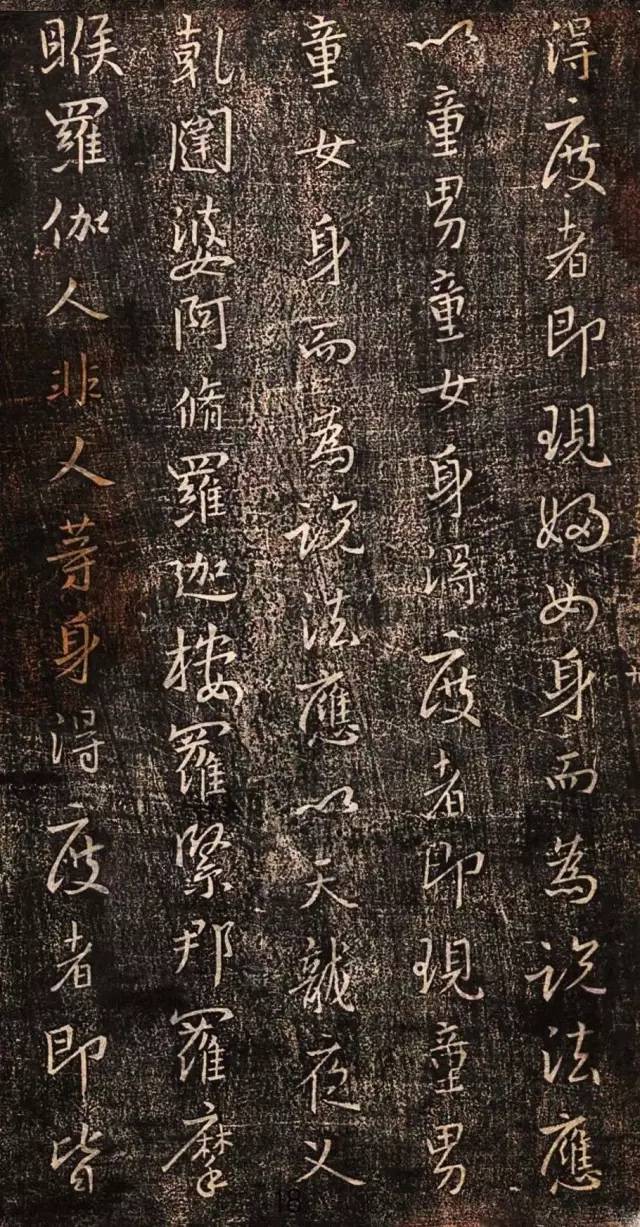 得度者即現婦女身而為説法應
以童男童女身得度者即現童男
童女身而為説法應以天龍夜叉
乾闥婆阿脩羅迦樓羅緊那羅摩
睺羅伽人非人等身得度者即皆
18